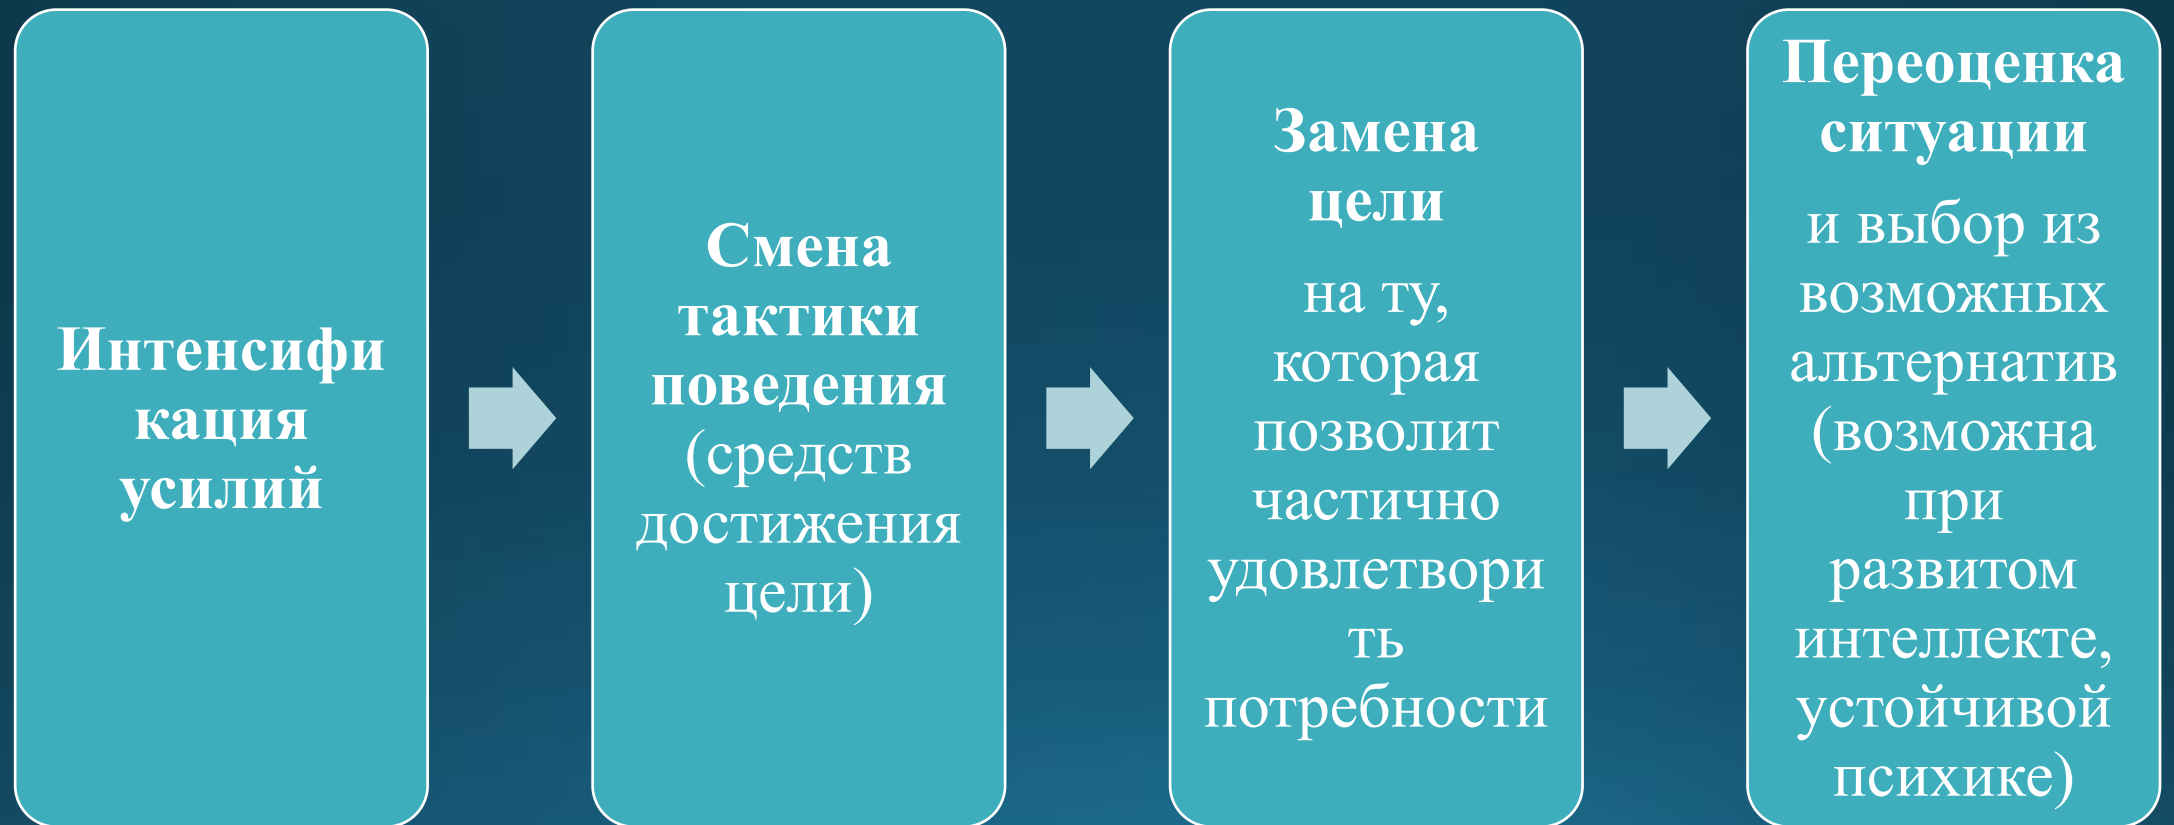 Интенсифи
кация
усилий
Смена
тактики
поведения
(средств
достижения
цели)
Замена
цели
на ту,
которая
позволит
частично
удовлетвори
ть
потребности
Переоценка
ситуации
и выбор из
возможных
альтернатив
(возможна
при
развитом
интеллекте,
устойчивой
психике)